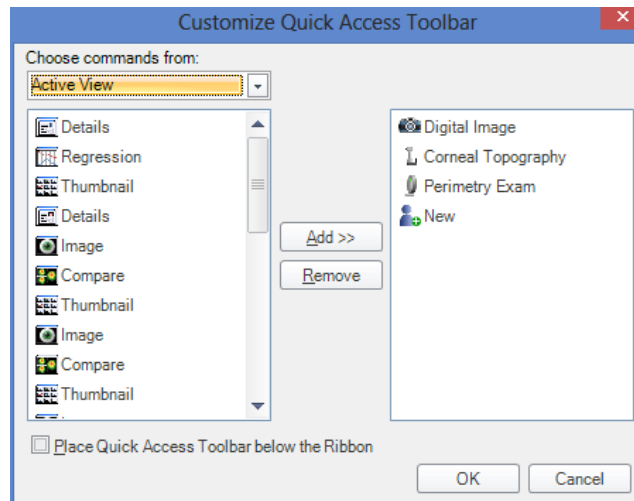 Customize Quick Access Toolbar
Choose commands from:
Active View
Details
Regression
Thumbnail
Details
Image
Compare
Thumbnail
Image
Compare
Thumbnail
Add >>
Remove
Digital Image
Corneal Topography
Perimetry Exam
New
Place Quick Access Toolbar below the Ribbon
OK
Cancel